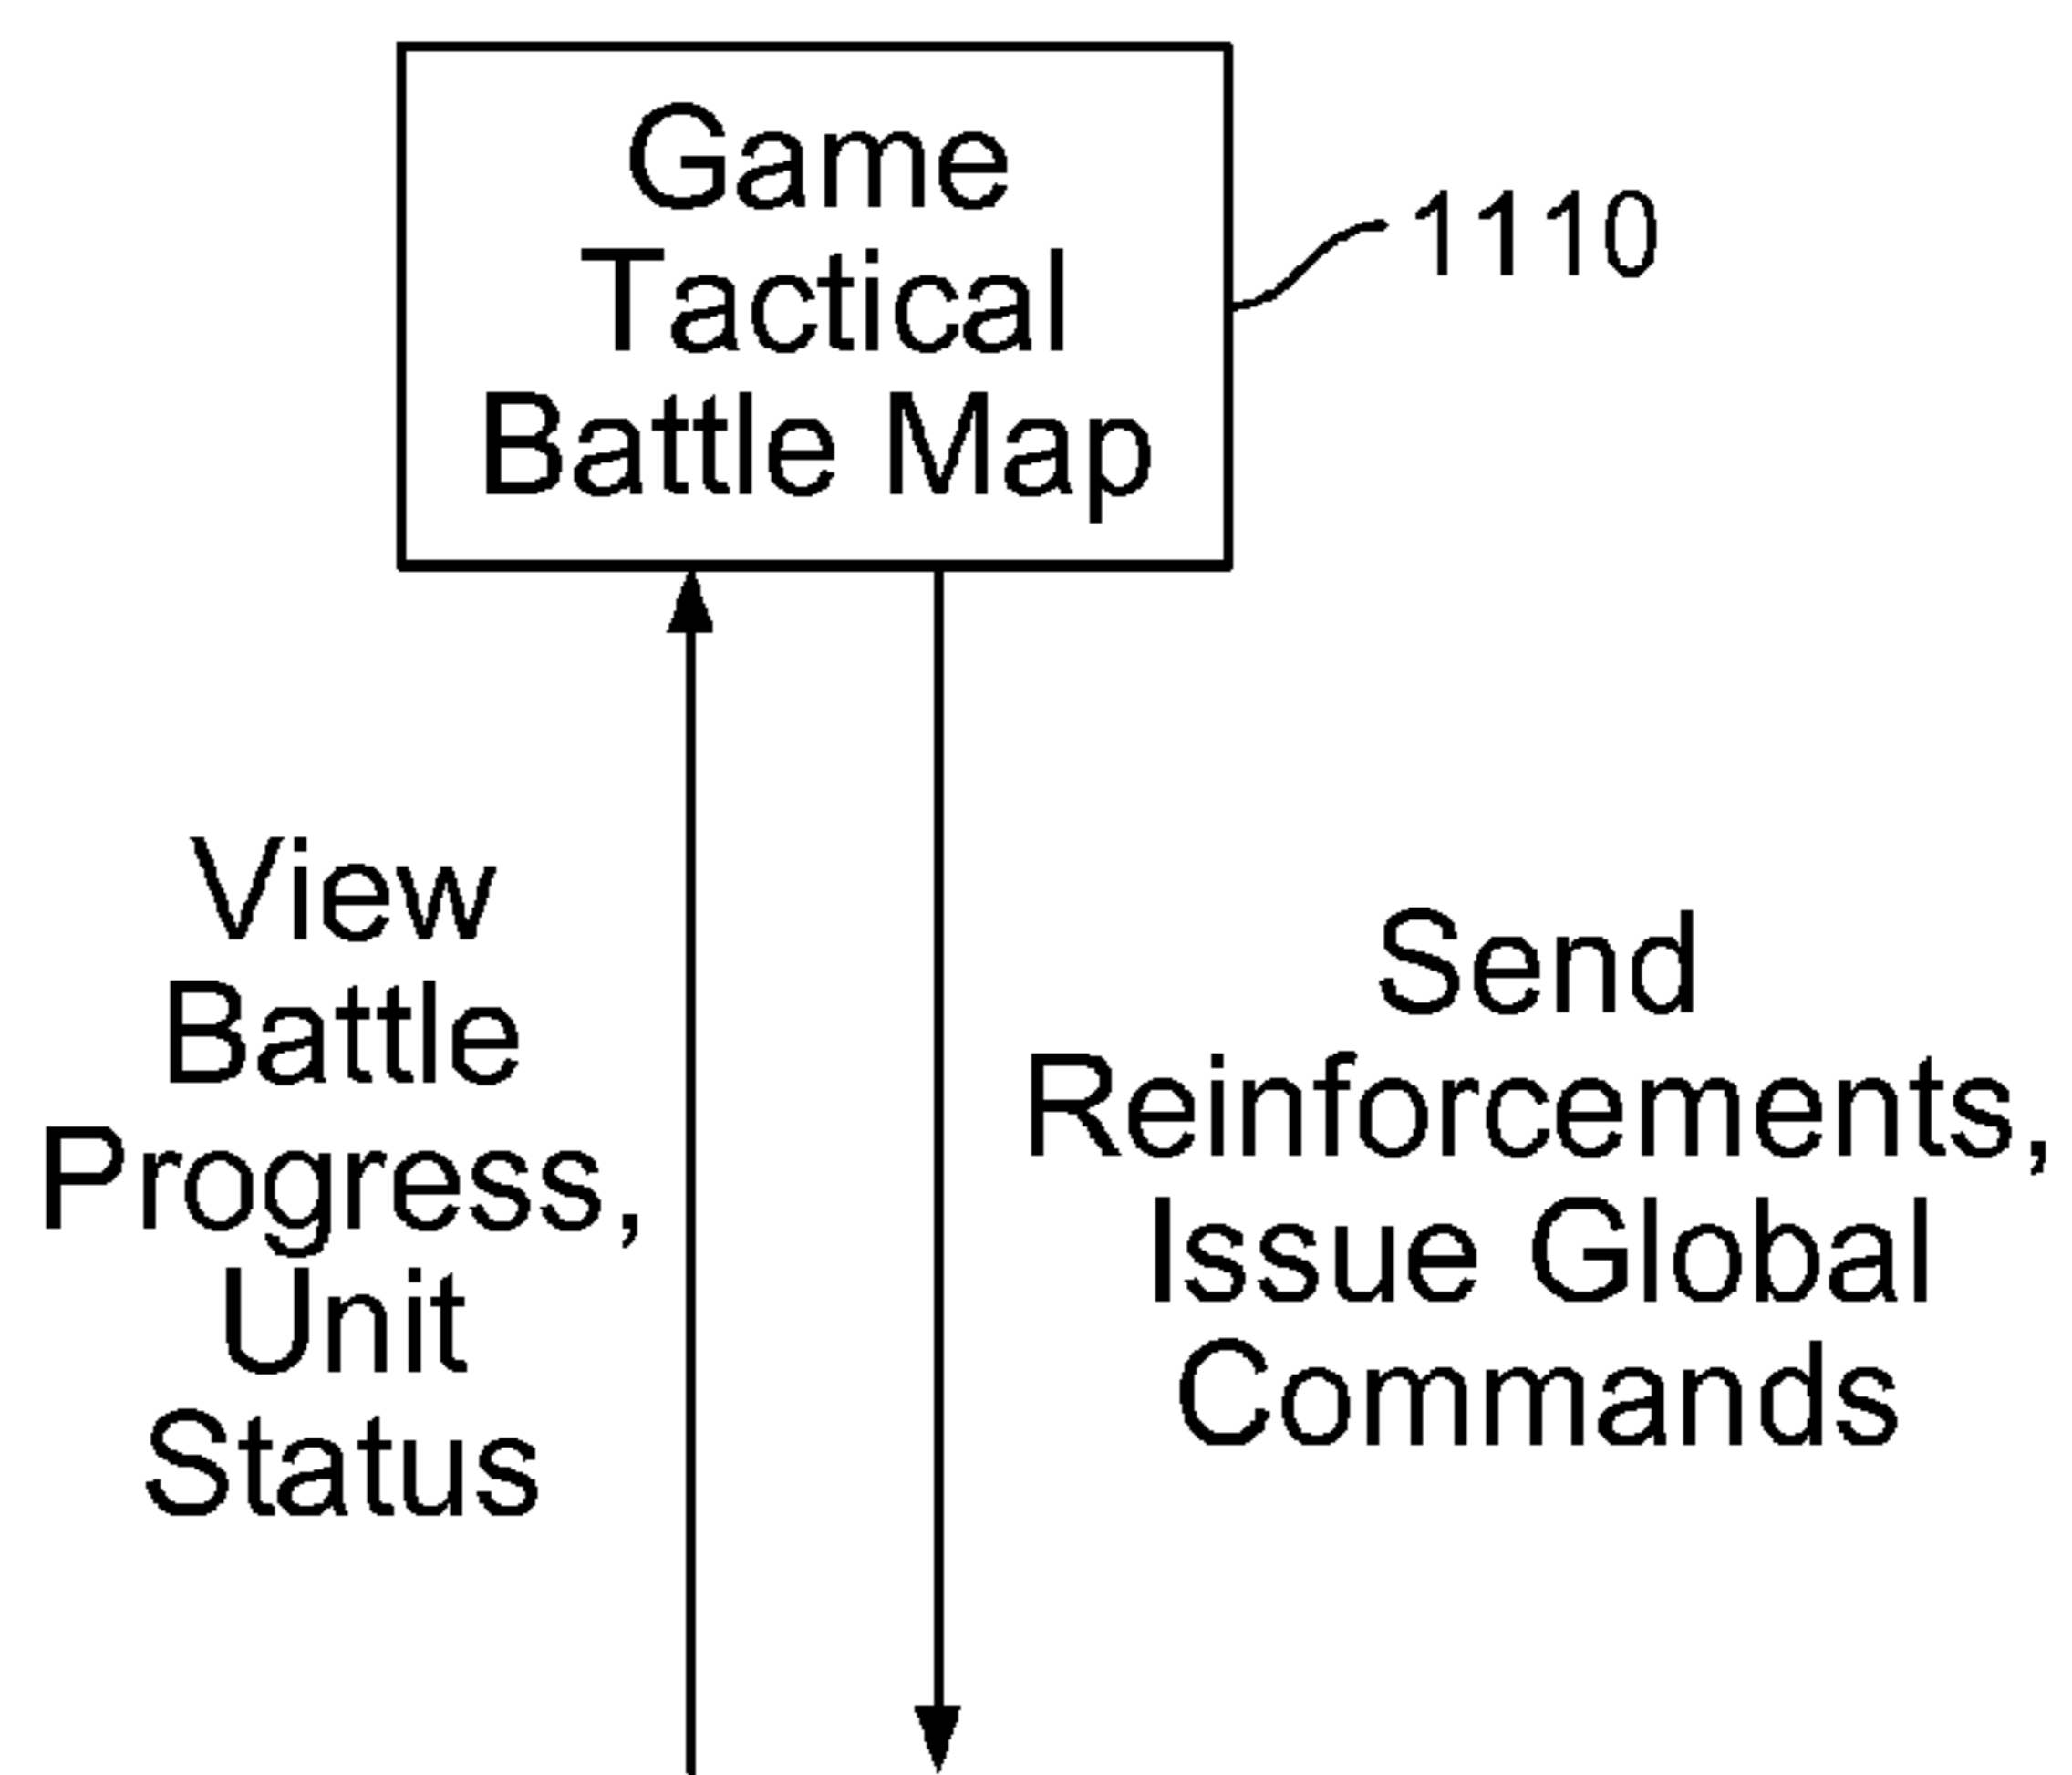 Game
Tactical
Battle Map
1110
View
Battle
Progress,
Unit
Status
Send
Reinforcements,
Issue Global
Commands